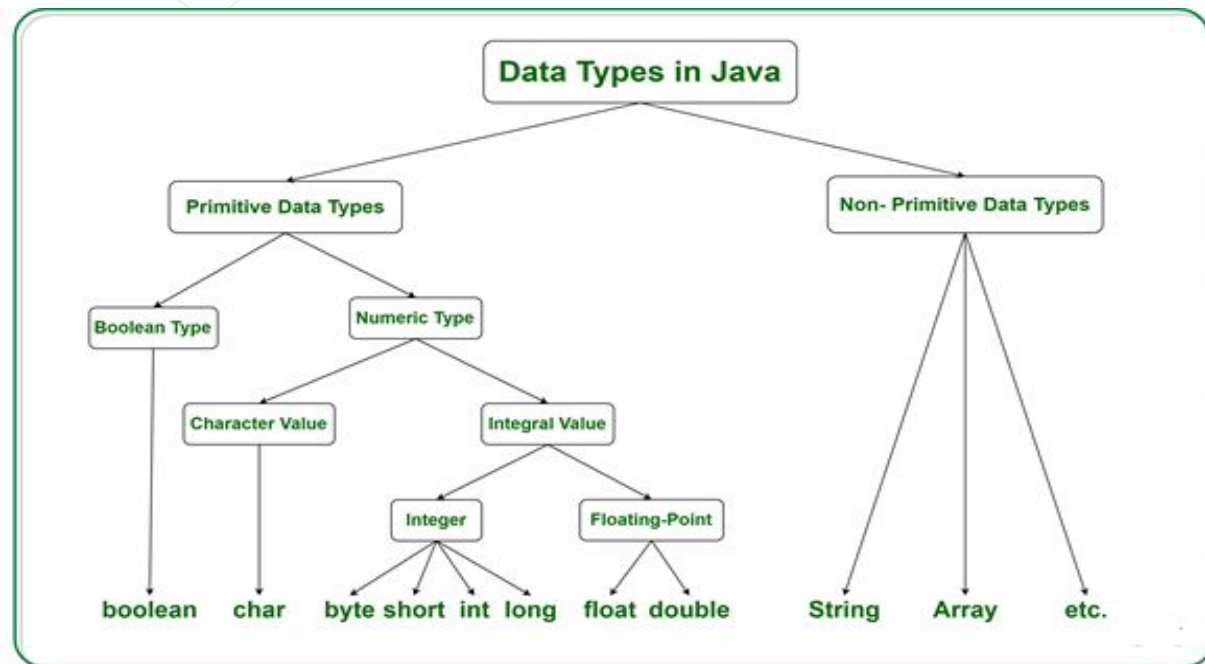 Data Types in Java
Primitive Data Types
Non- Primitive Data Types
Boolean Type
Numeric Type
Character Value
Integral Value
Integer
Floating-Point
boolean
char
byte
short
int
long
float
double
String
Array
etc.